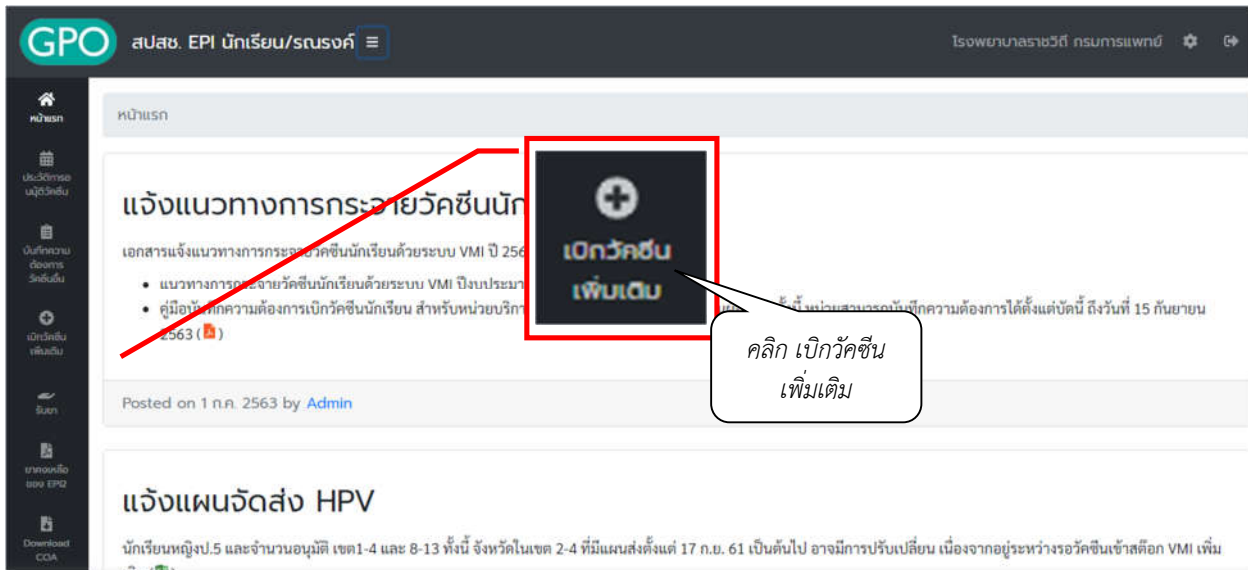 GPO สปสช. EPI นักเรียน/รณรงค์ โรงพยาบาลราชวิถี กรมการแพทย์
หน้าแรก
หน้าแรก
ประวัติการอ
นุมัติวัคซีน
บันทึกความ
ต้องการ
วัคซีนอื่น
เบิกวัคซีน
เพิ่มเติม
รับยา
ยาคงเหลือ
ของ EPI2
Download
COA
แจ้งแนวทางการกระจายวัคซีนนัก
เอกสารแจ้งแนวทางการกระจายวัคซีนนักเรียนด้วยระบบ VMI ปี 256
แนวทางการกระจายวัคซีนนักเรียนด้วยระบบ VMI ปีงบประมา
คู่มือบันทึกความต้องการเบิกวัคซีนนักเรียน สำหรับหน่วยบริกา ทั้งนี้ หน่วยสามารถบันทึกความต้องการได้ตั้งแต่บัดนี้ ถึงวันที่ 15 กันยายน
2563 ( )
เบิกวัคซีน
เพิ่มเติม
คลิก เบิกวัคซีน
เพิ่มเติม
Posted on 1 ก.ค. 2563 by Admin
แจ้งแผนจัดส่ง HPV
นักเรียนหญิงป.5 และจำนวนอนุมัติ เขต1-4 และ 8-13 ทั้งนี้ จังหวัดในเขต 2-4 ที่มีแผนส่งตั้งแต่ 17 ก.ย. 61 เป็นต้นไป อาจมีการปรับเปลี่ยน เนื่องจากอยู่ระหว่างรอวัคซีนเข้าสต๊อก VMI เพิ่ม